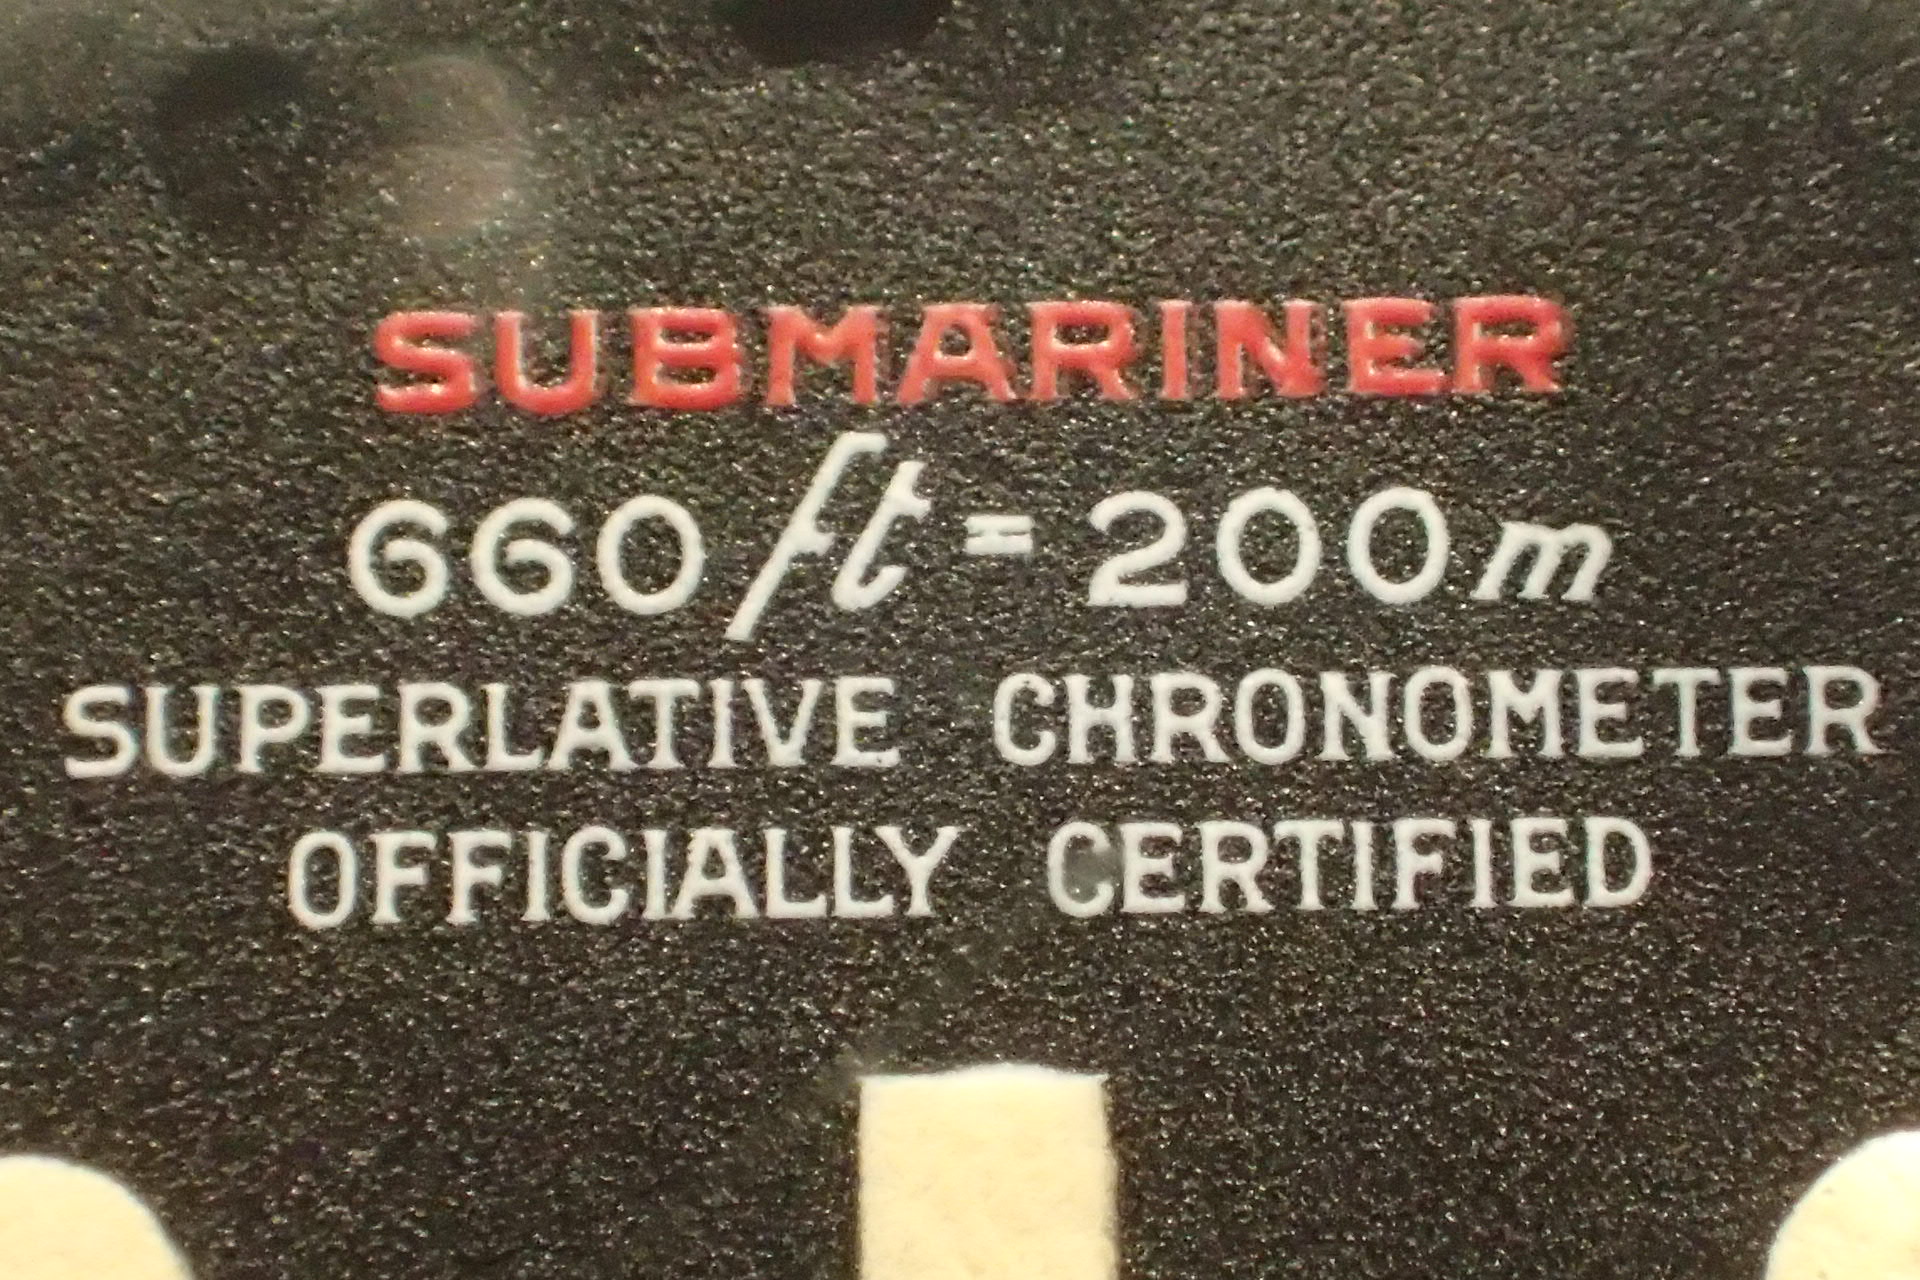 SUBMARINER
660 ft = 200 m
SUPERLATIVE CHRONOMETER
OFFICIALLY CERTIFIED